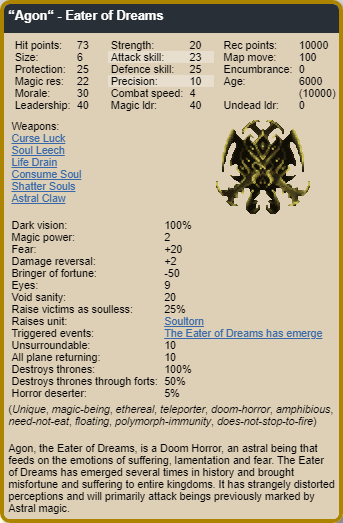 “Agon“ - Eater of Dreams
Hit points: 73 Strength: 20 Rec points: 10000
Size: 6 Attack skill: 23 Map move: 100
Protection: 25 Defence skill: 25 Encumbrance: 0
Magic res: 22 Precision: 10 Age: 6000
Morale: 30 Combat speed: 4 (10000)
Leadership: 40 Magic ldr: 40 Undead ldr: 0
Weapons:
Curse Luck
Soul Leech
Life Drain
Consume Soul
Shatter Souls
Astral Claw
Dark vision: 100%
Magic power: 2
Fear: +20
Damage reversal: +2
Bringer of fortune: -50
Eyes: 9
Void sanity: 20
Raise victims as soulless: 25%
Raises unit: Soultorn
Triggered events: The Eater of Dreams has emerge
Unsurroundable: 10
All plane returning: 10
Destroys thrones: 100%
Destroys thrones through forts: 50%
Horror deserter: 5%
(Unique, magic-being, ethereal, teleporter, doom-horror, amphibious,
need-not-eat, floating, polymorph-immunity, does-not-stop-to-fire)
Agon, the Eater of Dreams, is a Doom Horror, an astral being that
feeds on the emotions of suffering, lamentation and fear. The Eater
of Dreams has emerged several times in history and brought
misfortune and suffering to entire kingdoms. It has strangely distorted
perceptions and will primarily attack beings previously marked by
Astral magic.